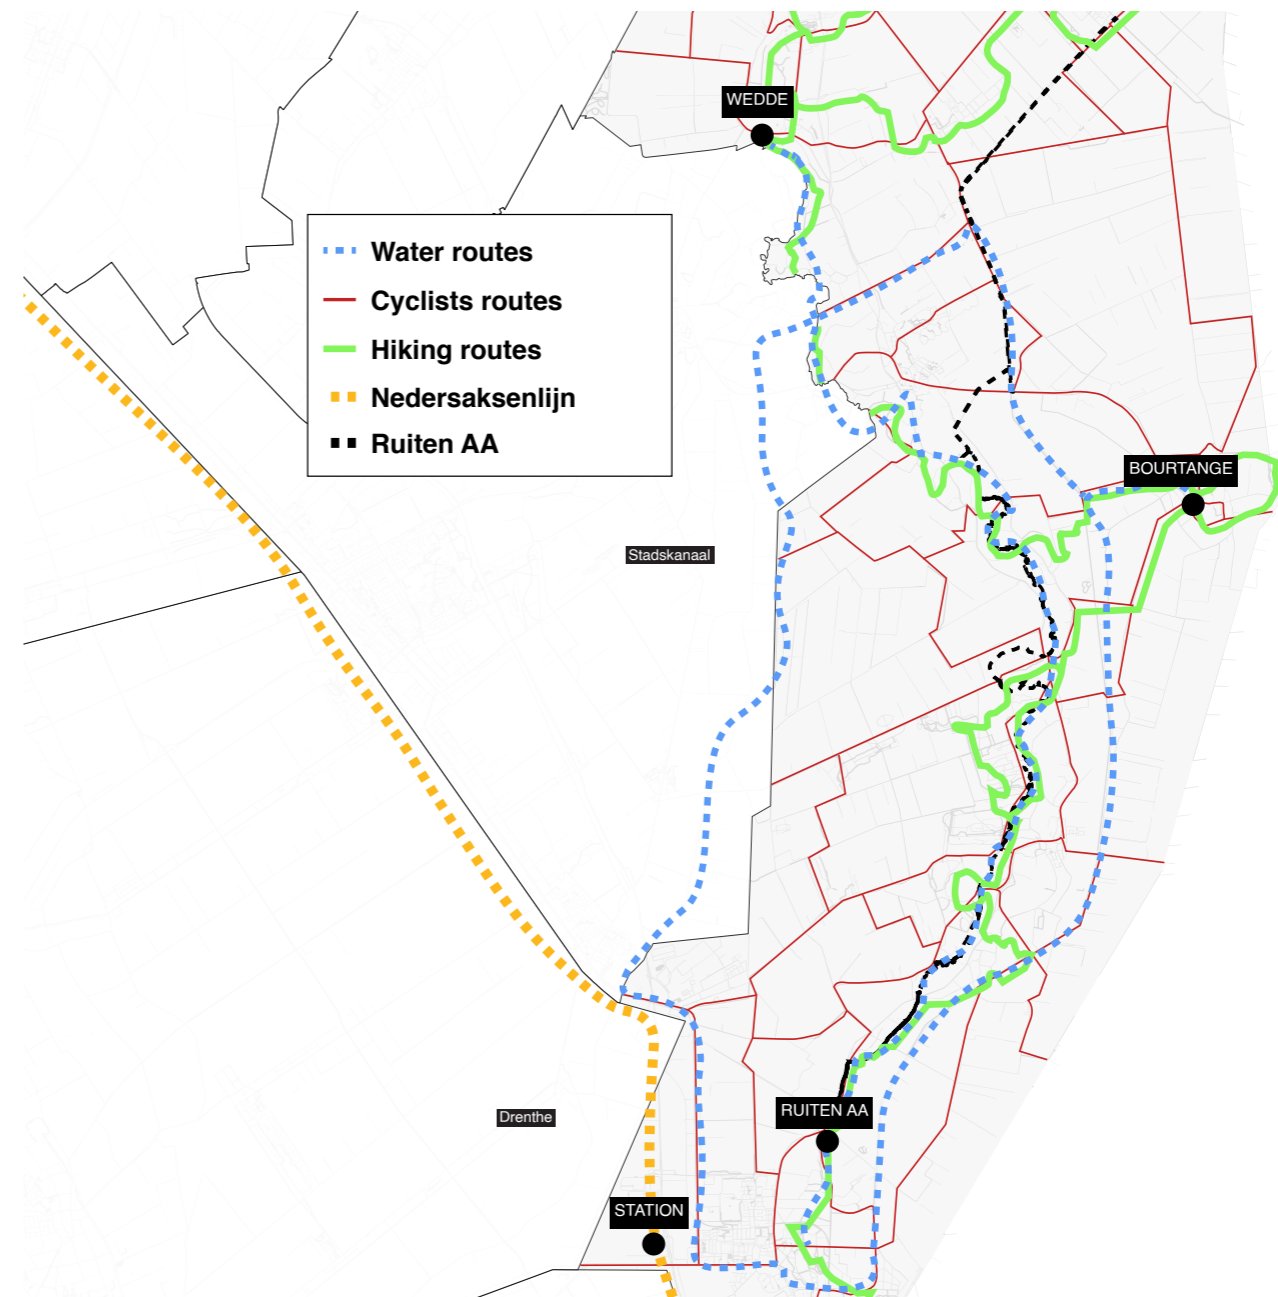 WEDDE
Water routes
Cyclists routes
Hiking routes
Nedersaksenlijn
Ruiten AA
BOURTANGE
Stadskanaal
RUITEN AA
Drenthe
STATION